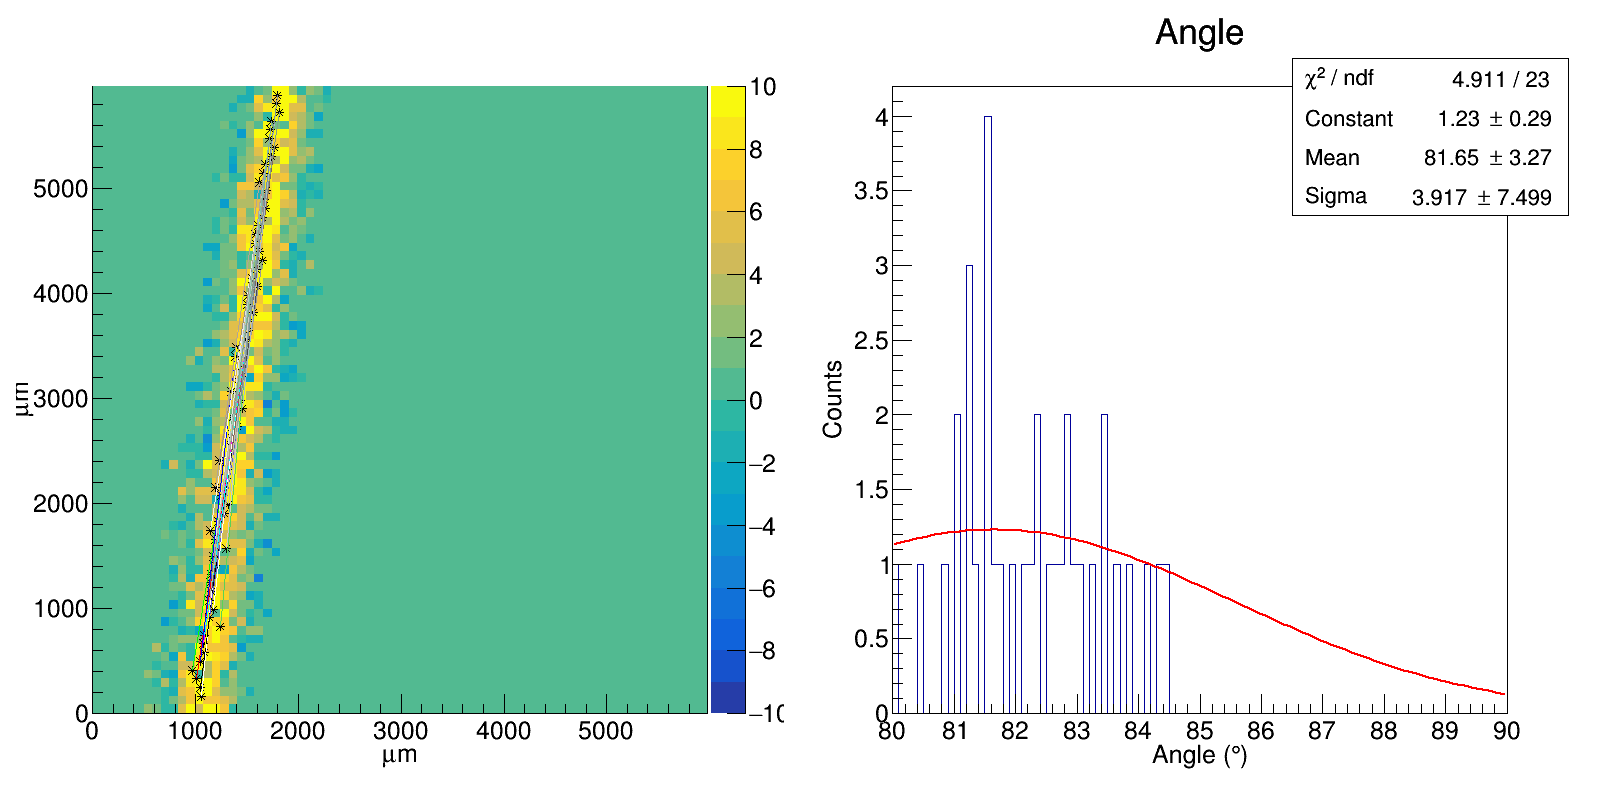 Angle
χ² / ndf 4.911 / 23
Constant 1.23 ± 0.29
Mean 81.65 ± 3.27
Sigma 3.917 ± 7.499
10
8
6
4
2
0
−2
−4
−6
−8
−10
5000
4000
3000
2000
1000
0
μm
0 1000 2000 3000 4000 5000
μm
4
3.5
3
2.5
2
1.5
1
0.5
0
Counts
80 81 82 83 84 85 86 87 88 89 90
Angle (°)